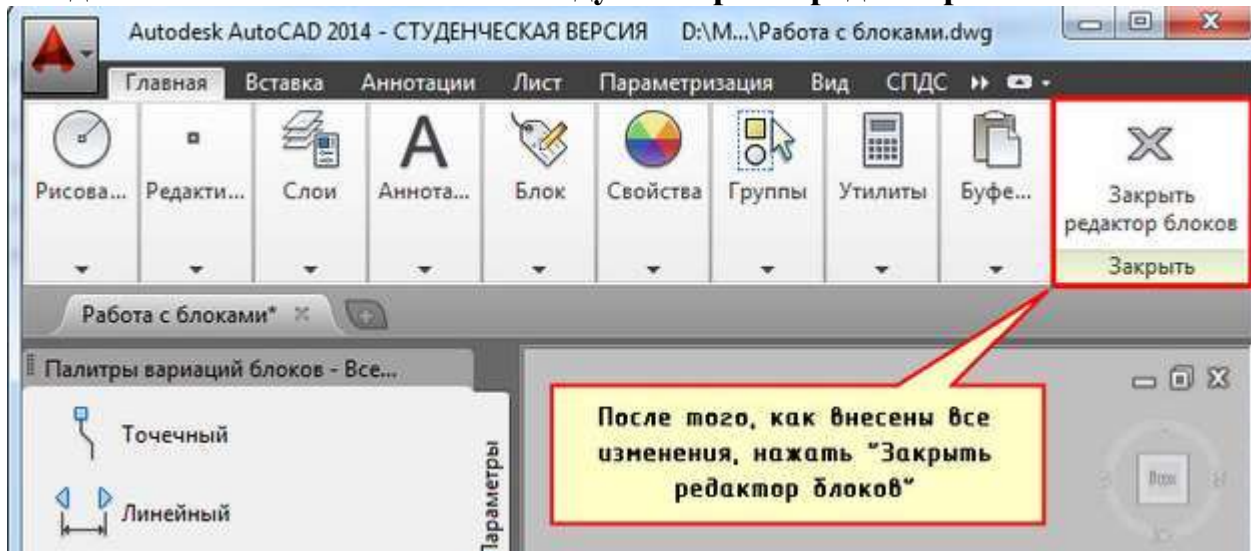 Autodesk AutoCAD 2014 - СТУДЕНЧЕСКАЯ ВЕРСИЯ D:\М...\Работа с блоками.dwg
Главная Вставка Аннотации Лист Параметризация Вид СПДС
Рисова... Редакти... Слои Аннота... Блок Свойства Группы Утилиты Буфе... Закрыть
редактор блоков
Закрыть
Работа с блоками*
Палитры вариаций блоков - Все...
Точечный
Линейный
Параметры
После того, как внесены все
изменения, нажать "Закрыть
редактор блоков"
Верх